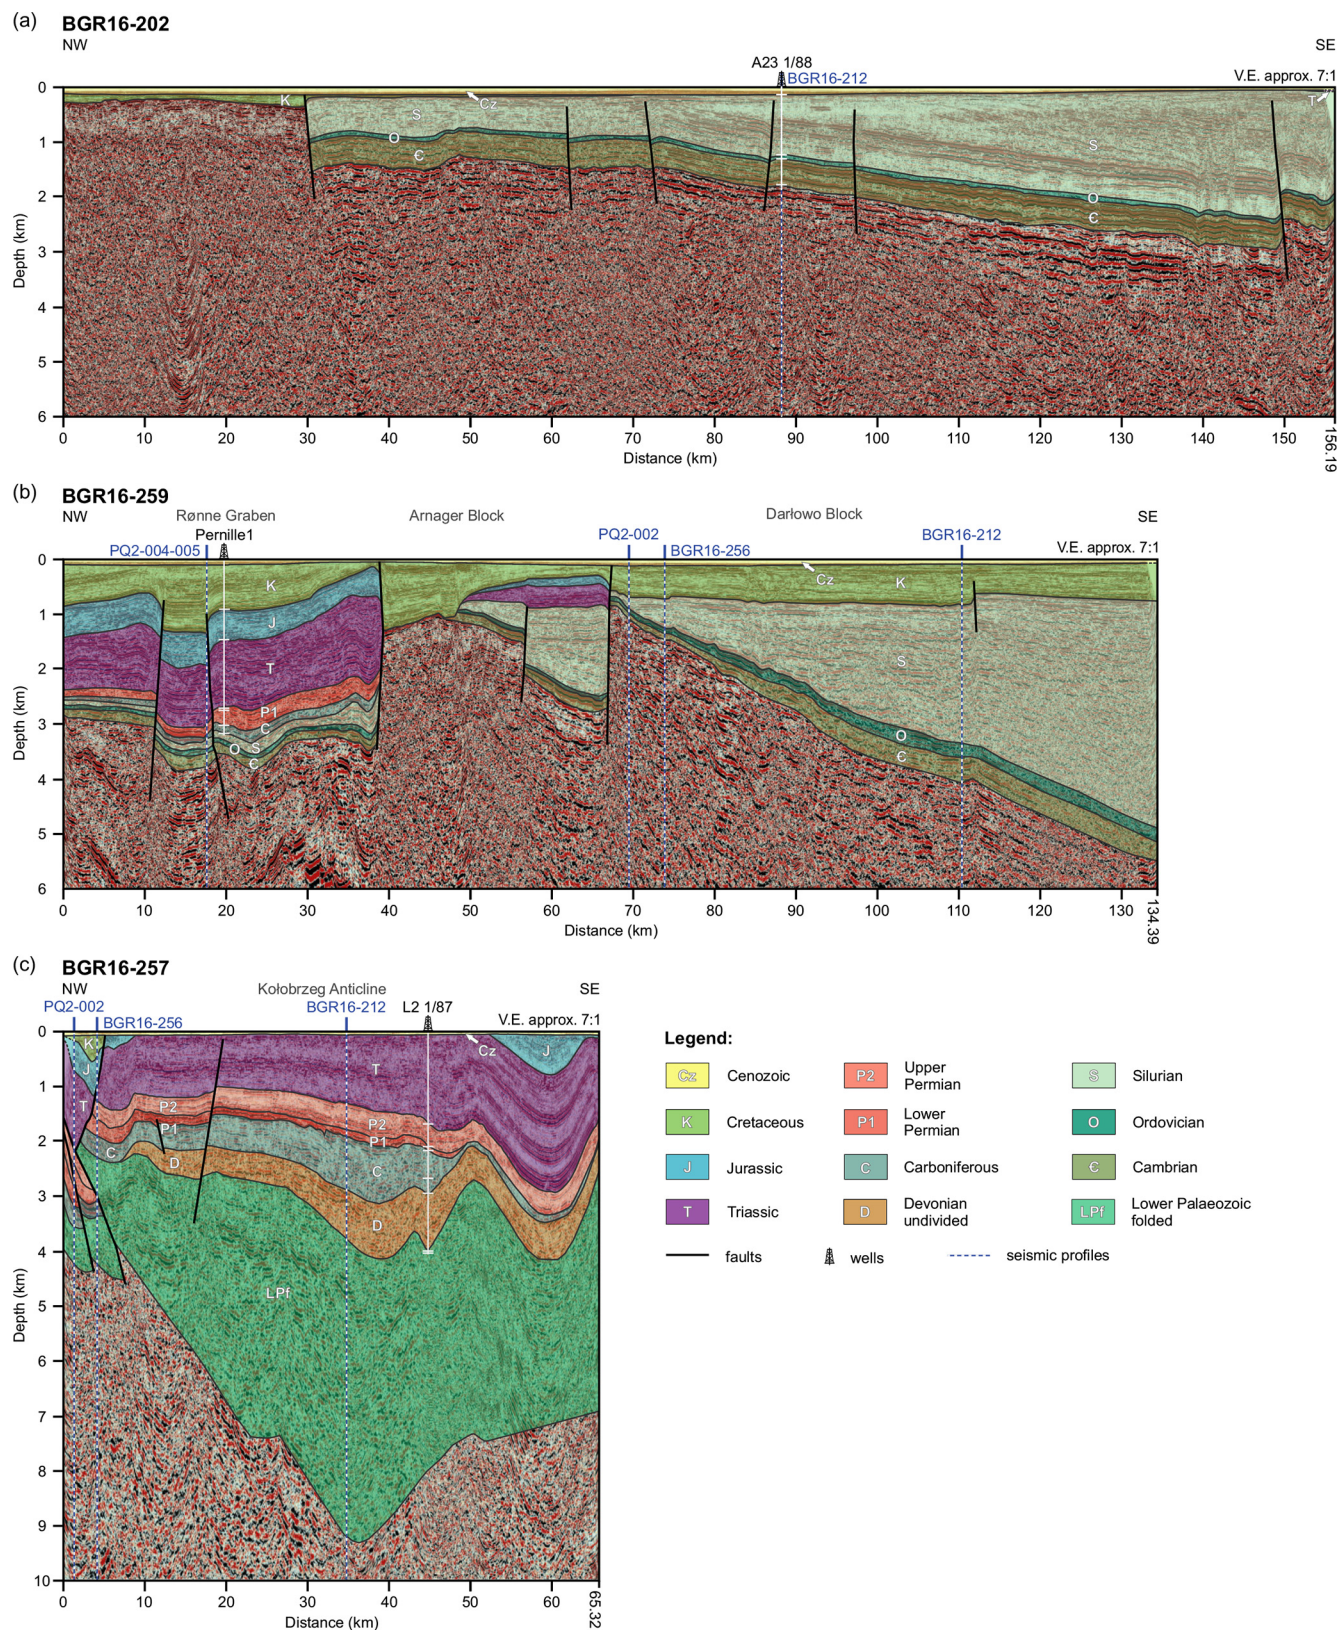 (a) BGR16-202
NW SE
A23 1/88
BGR16-212 V.E. approx. 7:1
0
K Cz T
S
1 O
Є S
2 O
Є
3
4
5
6
Depth (km)
0 10 20 30 40 50 60 70 80 90 100 110 120 130 140 150 156.19
Distance (km)
(b) BGR16-259
NW Rønne Graben Arnager Block Darłowo Block SE
Pernille1 PQ2-002 BGR16-212
PQ2-004-005 BGR16-256 V.E. approx. 7:1
0
K Cz K
1
J
T S
2
P1
3 C
O S O
Є Є
4
5
6
Depth (km)
0 10 20 30 40 50 60 70 80 90 100 110 120 130 134.39
Distance (km)
(c) BGR16-257
NW Kołobrzeg Anticline SE
PQ2-002 BGR16-212 L2 1/87
BGR16-256 V.E. approx. 7:1
0
K Cz J
J T
1
T P2 P2
P1 P1
2
C D C
3
D
4
LPf
5
6
7
8
9
10
Depth (km)
0 10 20 30 40 50 60 65.32
Distance (km)
Legend:
Cz Cenozoic
K Cretaceous
J Jurassic
T Triassic
P2 Upper
Permian
P1 Lower
Permian
C Carboniferous
D Devonian
undivided
S Silurian
O Ordovician
Є Cambrian
LPf Lower Palaeozoic
folded
faults
wells
seismic profiles